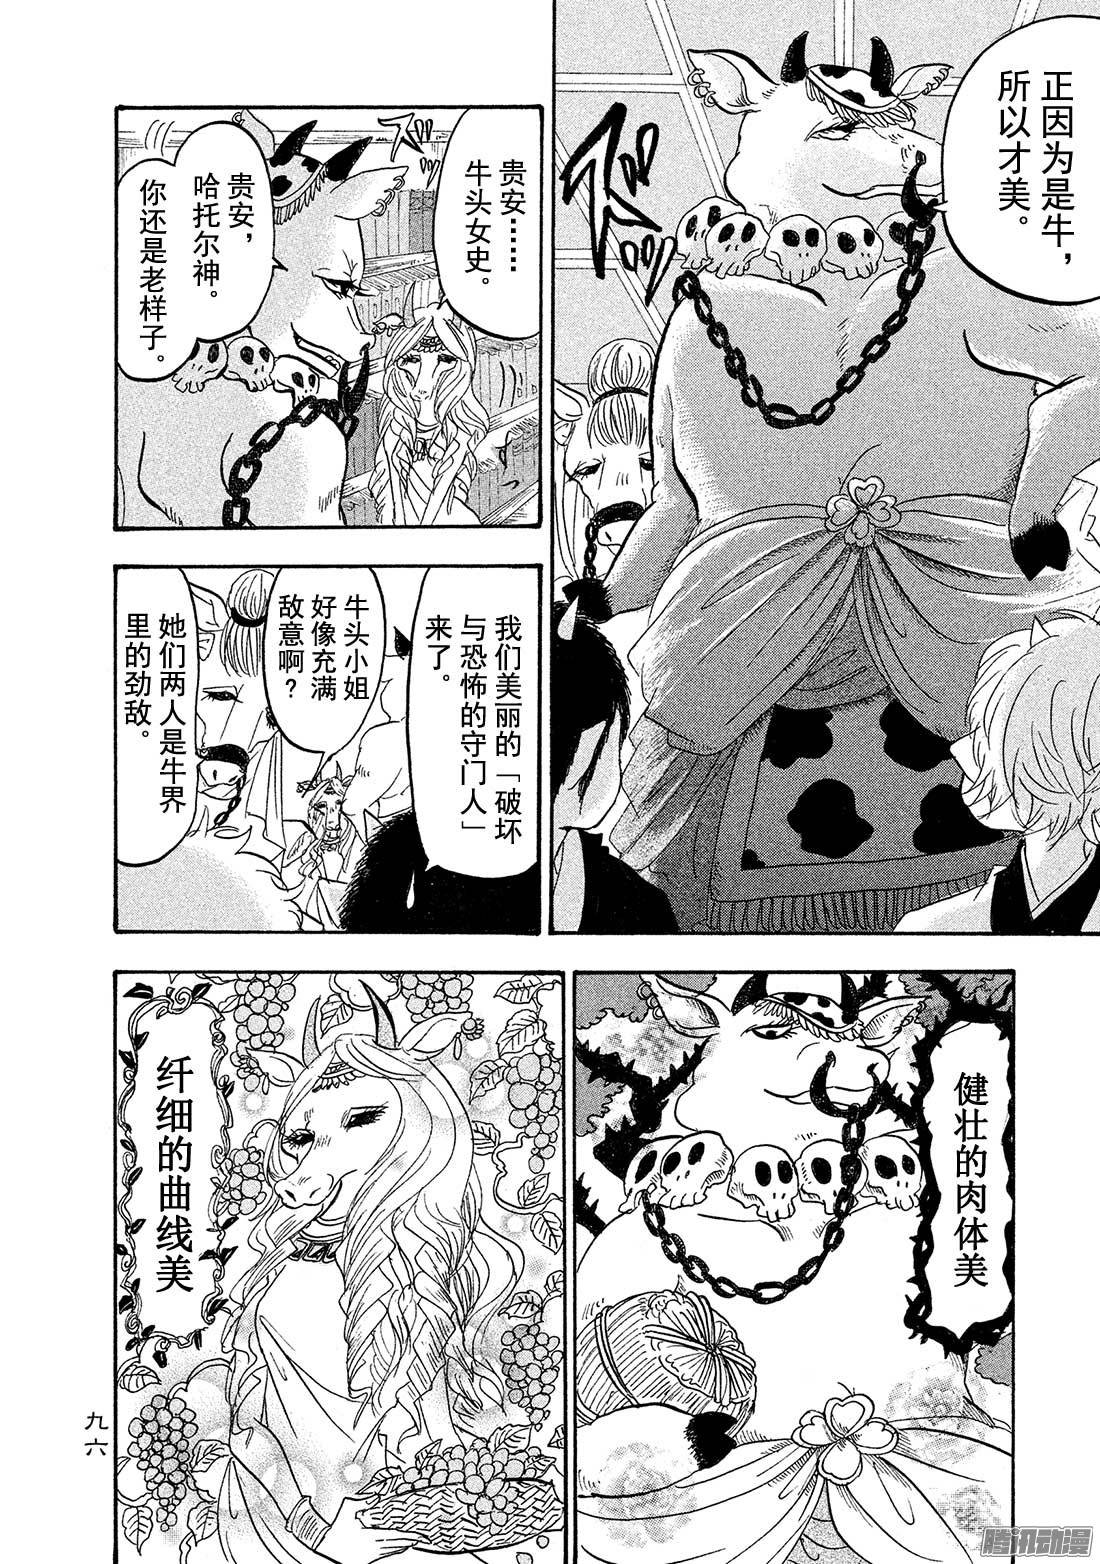 正因为是牛，
所以才美。
ズ
ズ
ズ
ズ
贵安……
牛头女史。
贵安，
哈托尔神。
你还是老样子。
我们美丽的「破坏
与恐怖的守门人」
来了。
牛头小姐
好像充满
敌意啊？
她们两人是牛界
里的劲敌。
健壮的肉体美
纤细的曲线美
九六
腾讯动漫